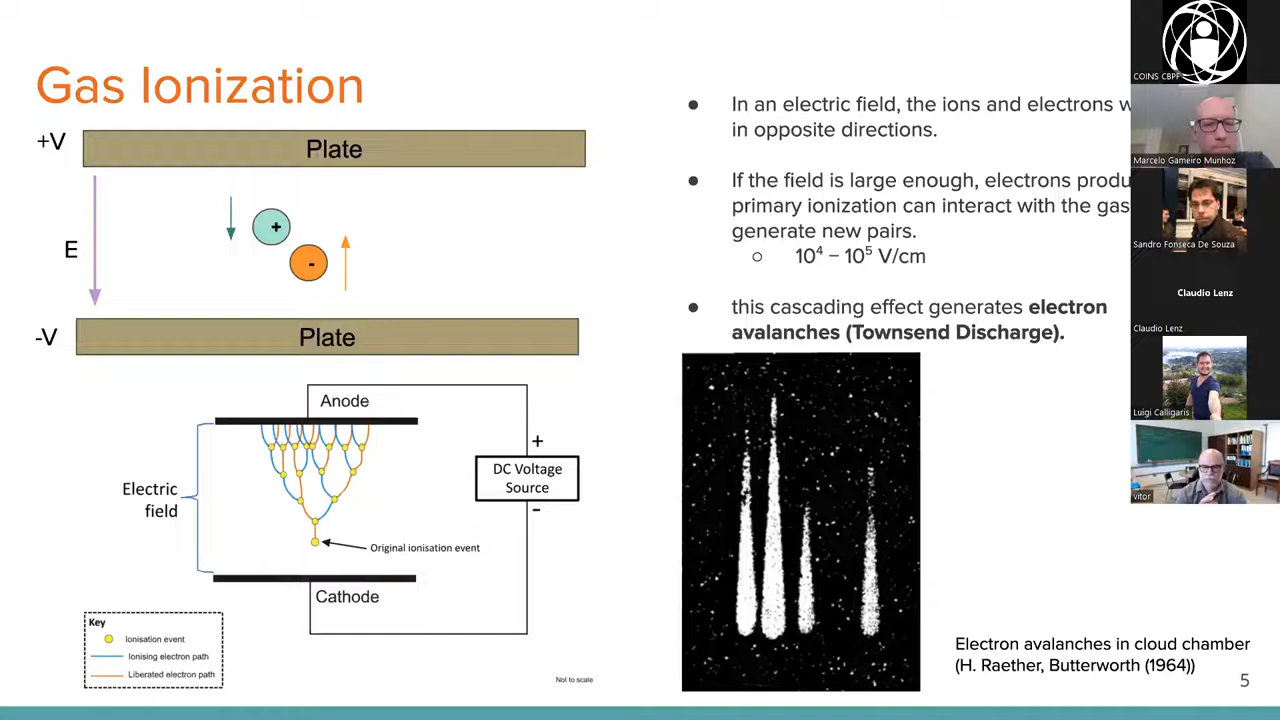 Gas Ionization
+V
Plate
+
E
-
-V
Plate
Anode
+
DC Voltage
Source
-
Electric
field
Original ionisation event
Cathode
Key
Ionisation event
Ionising electron path
Liberated electron path
Not to scale
● In an electric field, the ions and electrons
in opposite directions.
● If the field is large enough, electrons
primary ionization can interact with the gas
generate new pairs.
○ 10⁴ – 10⁵ V/cm
● this cascading effect generates electron
avalanches (Townsend Discharge).
Electron avalanches in cloud chamber
(H. Raether, Butterworth (1964))
5
COINS CBPF
Marcelo Gameiro Munhoz
Sandro Fonseca De Souza
Claudio Lenz
Claudio Lenz
Luigi Calligaris
vitor